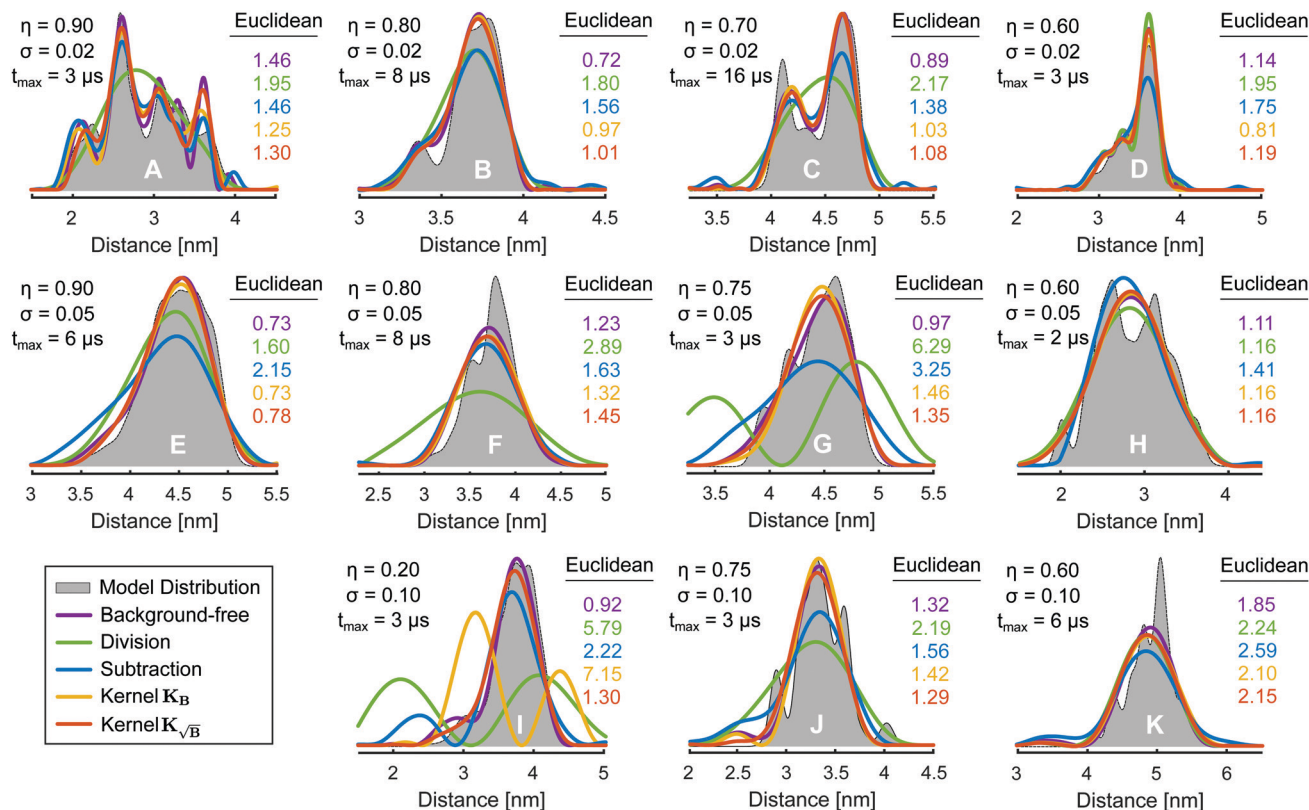 η = 0.90
σ = 0.02
t_max = 3 μs
Euclidean
1.46
1.95
1.46
1.25
1.30
A
2 3 4
Distance [nm]
η = 0.80
σ = 0.02
t_max = 8 μs
Euclidean
0.72
1.80
1.56
0.97
1.01
B
3 3.5 4 4.5
Distance [nm]
η = 0.70
σ = 0.02
t_max = 16 μs
Euclidean
0.89
2.17
1.38
1.03
1.08
C
3.5 4 4.5 5 5.5
Distance [nm]
η = 0.60
σ = 0.02
t_max = 3 μs
Euclidean
1.14
1.95
1.75
0.81
1.19
D
2 3 4 5
Distance [nm]
η = 0.90
σ = 0.05
t_max = 6 μs
Euclidean
0.73
1.60
2.15
0.73
0.78
E
3 3.5 4 4.5 5 5.5
Distance [nm]
η = 0.80
σ = 0.05
t_max = 8 μs
Euclidean
1.23
2.89
1.63
1.32
1.45
F
2.5 3 3.5 4 4.5 5
Distance [nm]
η = 0.75
σ = 0.05
t_max = 3 μs
Euclidean
0.97
6.29
3.25
1.46
1.35
G
3.5 4 4.5 5 5.5
Distance [nm]
η = 0.60
σ = 0.05
t_max = 2 μs
Euclidean
1.11
1.16
1.41
1.16
1.16
H
2 3 4
Distance [nm]
Model Distribution
Background-free
Division
Subtraction
Kernel K_B
Kernel K_√B
η = 0.20
σ = 0.10
t_max = 3 μs
Euclidean
0.92
5.79
2.22
7.15
1.30
I
2 3 4 5
Distance [nm]
η = 0.75
σ = 0.10
t_max = 3 μs
Euclidean
1.32
2.19
1.56
1.42
1.29
J
2 2.5 3 3.5 4 4.5
Distance [nm]
η = 0.60
σ = 0.10
t_max = 6 μs
Euclidean
1.85
2.24
2.59
2.10
2.15
K
3 4 5 6
Distance [nm]